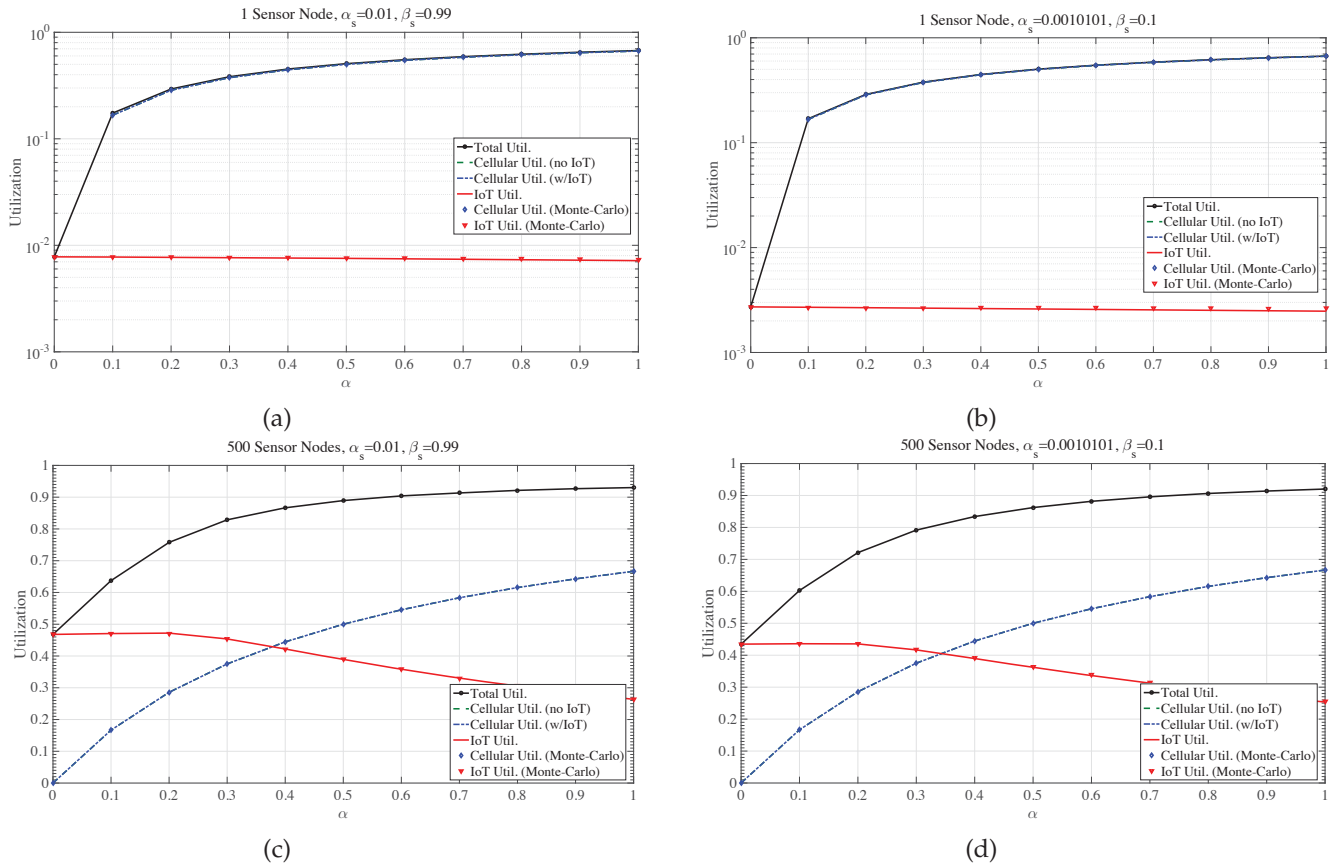 1 Sensor Node, αs=0.01, βs=0.99
10^0
10^-1
10^-2
10^-3
Utilization
Total Util.
Cellular Util. (no IoT)
Cellular Util. (w/IoT)
IoT Util.
Cellular Util. (Monte-Carlo)
IoT Util. (Monte-Carlo)
0 0.1 0.2 0.3 0.4 0.5 0.6 0.7 0.8 0.9 1
α
(a)
1 Sensor Node, αs=0.0010101, βs=0.1
10^0
10^-1
10^-2
10^-3
Utilization
Total Util.
Cellular Util. (no IoT)
Cellular Util. (w/IoT)
IoT Util.
Cellular Util. (Monte-Carlo)
IoT Util. (Monte-Carlo)
0 0.1 0.2 0.3 0.4 0.5 0.6 0.7 0.8 0.9 1
α
(b)
500 Sensor Nodes, αs=0.01, βs=0.99
1
0.9
0.8
0.7
0.6
0.5
0.4
0.3
0.2
0.1
0
Utilization
Total Util.
Cellular Util. (no IoT)
Cellular Util. (w/IoT)
IoT Util.
Cellular Util. (Monte-Carlo)
IoT Util. (Monte-Carlo)
0 0.1 0.2 0.3 0.4 0.5 0.6 0.7 0.8 0.9 1
α
(c)
500 Sensor Nodes, αs=0.0010101, βs=0.1
1
0.9
0.8
0.7
0.6
0.5
0.4
0.3
0.2
0.1
0
Utilization
Total Util.
Cellular Util. (no IoT)
Cellular Util. (w/IoT)
IoT Util.
Cellular Util. (Monte-Carlo)
IoT Util. (Monte-Carlo)
0 0.1 0.2 0.3 0.4 0.5 0.6 0.7 0.8 0.9 1
α
(d)